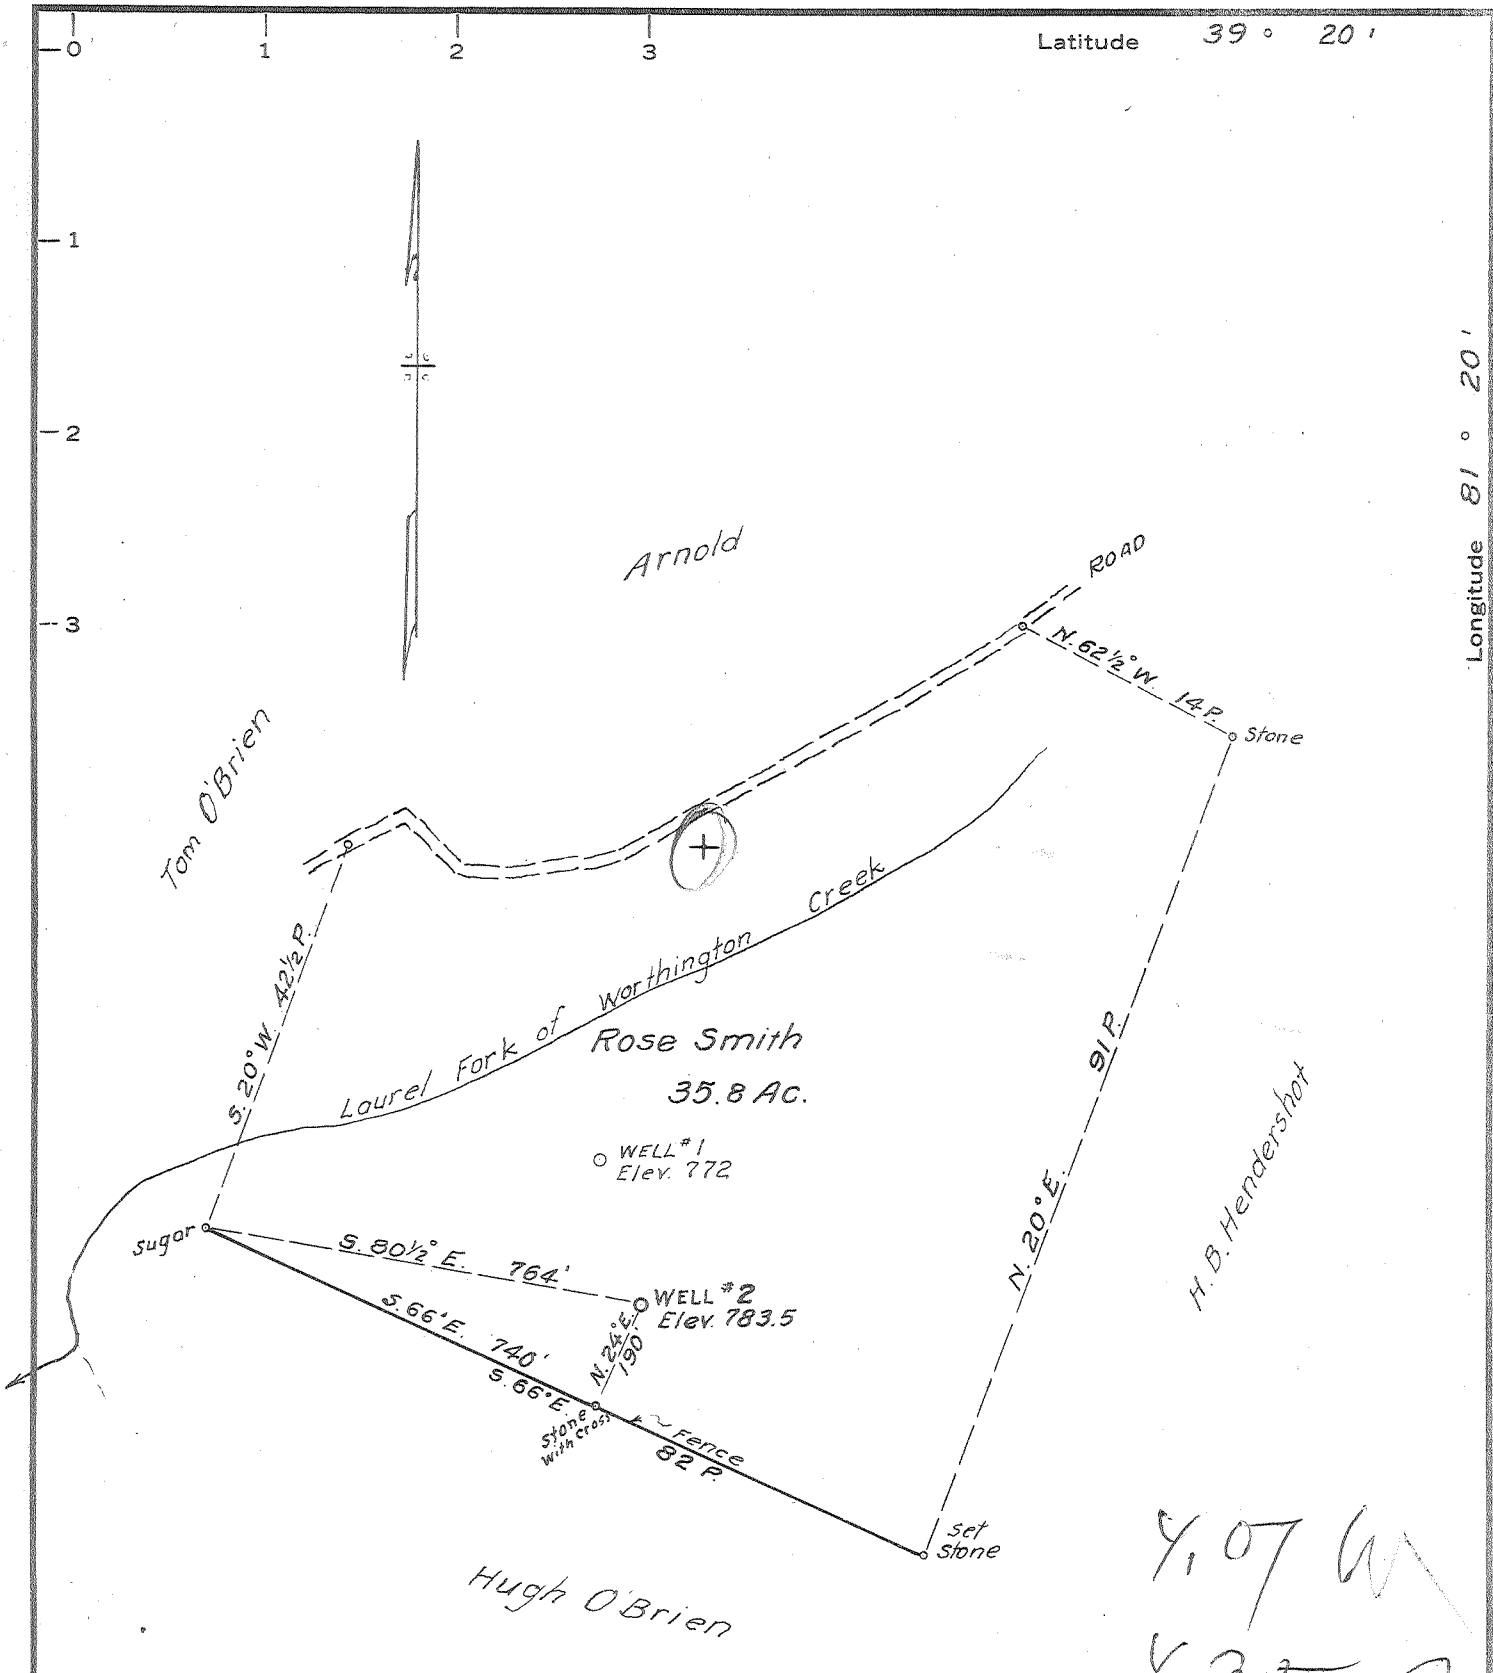 0 1 2 3 Latitude 39 ° 20 '
1
2
3
Longitude 81 ° 20 '
Arnold
ROAD
N. 62½° W. 14 P.
Stone
Tom O'Brien
S. 20° W. 42½ P.
Laurel Fork of Worthington Creek
Rose Smith
35.8 Ac.
WELL #1
Elev. 772
N. 20° E. 91 P.
H. B. Hendershot
Sugar
S. 80½° E. 764'
WELL #2
Elev. 783.5
S. 66° E. 740'
N. 24° E.
190'
S. 66° E.
Stone
with cross
Fence
82 P.
set
stone
Hugh O'Brien